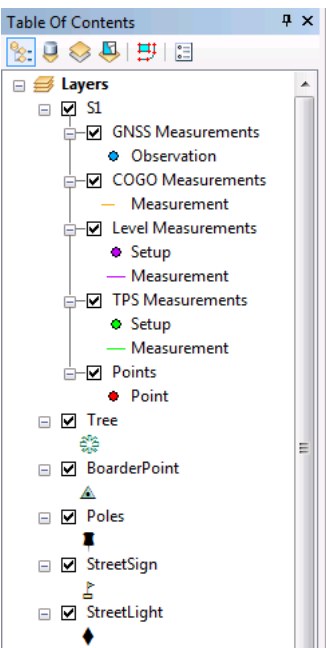 Table Of Contents
Layers
S1
GNSS Measurements
Observation
COGO Measurements
Measurement
Level Measurements
Setup
Measurement
TPS Measurements
Setup
Measurement
Points
Point
Tree
BoarderPoint
Poles
StreetSign
StreetLight